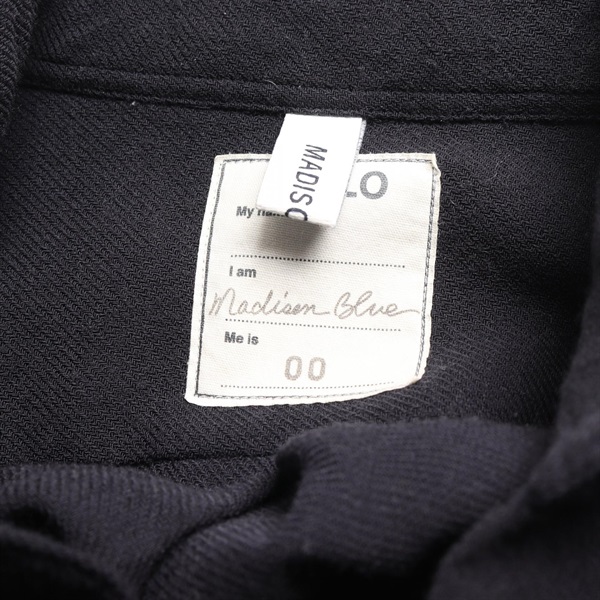 MADISO
LO
My na
I am
Madison Blue
Me is
00